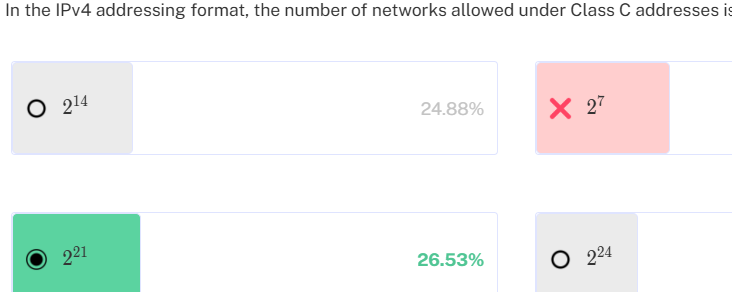 In the IPv4 addressing format, the number of networks allowed under Class C addresses is
2^14 24.88% 2^7
2^21 26.53% 2^24